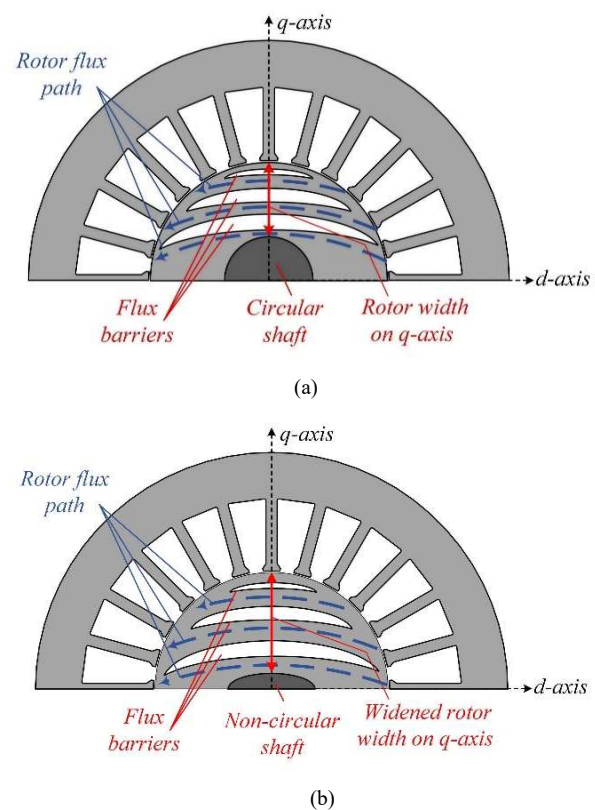 q-axis
Rotor flux
path
d-axis
Flux
barriers
Circular
shaft
Rotor width
on q-axis
(a)
q-axis
Rotor flux
path
d-axis
Flux
barriers
Non-circular
shaft
Widened rotor
width on q-axis
(b)